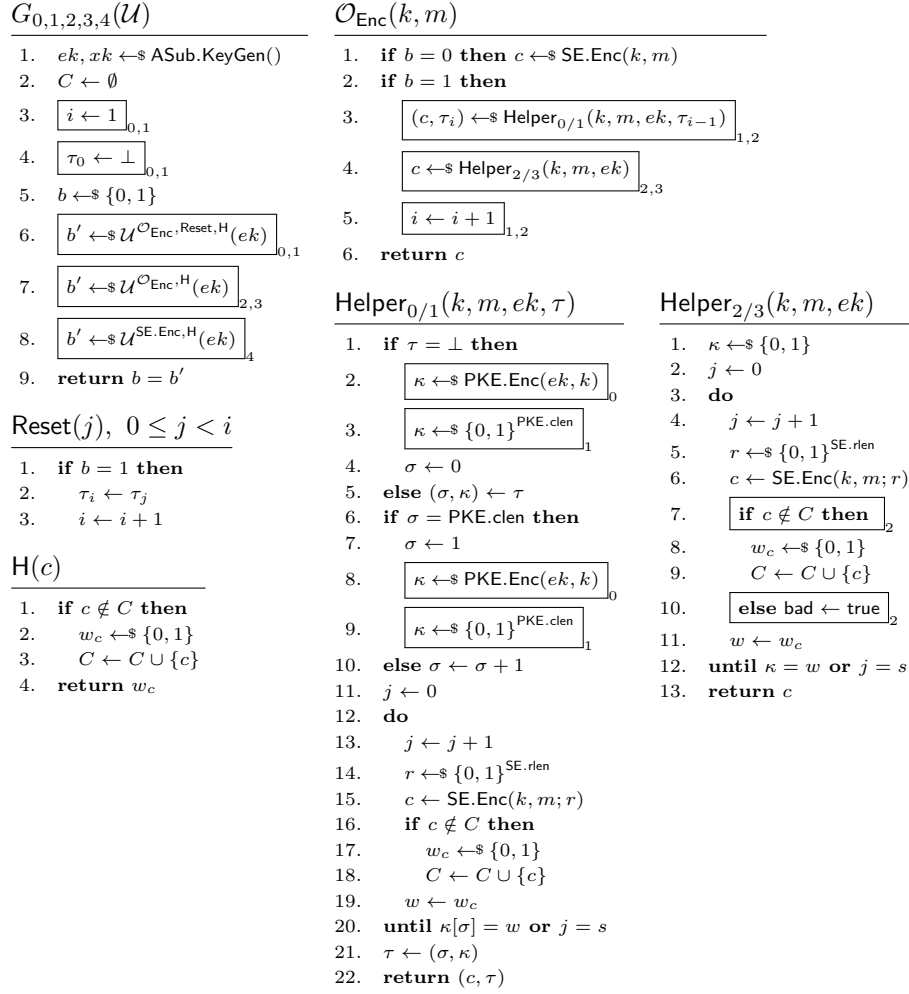 G_{0,1,2,3,4}(𝒰)
1. ek, xk ←$ ASub.KeyGen()
2. C ← ∅
3. i ← 1 _{0,1}
4. τ_0 ← ⊥ _{0,1}
5. b ←$ {0, 1}
6. b′ ←$ 𝒰^{𝒪_Enc,Reset,H}(ek) _{0,1}
7. b′ ←$ 𝒰^{𝒪_Enc,H}(ek) _{2,3}
8. b′ ←$ 𝒰^{SE.Enc,H}(ek) _4
9. return b = b′
Reset(j), 0 ≤ j < i
1. if b = 1 then
2. τ_i ← τ_j
3. i ← i + 1
H(c)
1. if c ∉ C then
2. w_c ←$ {0, 1}
3. C ← C ∪ {c}
4. return w_c
𝒪_Enc(k, m)
1. if b = 0 then c ←$ SE.Enc(k, m)
2. if b = 1 then
3. (c, τ_i) ←$ Helper_{0/1}(k, m, ek, τ_{i−1}) _{1,2}
4. c ←$ Helper_{2/3}(k, m, ek) _{2,3}
5. i ← i + 1 _{1,2}
6. return c
Helper_{0/1}(k, m, ek, τ)
1. if τ = ⊥ then
2. κ ←$ PKE.Enc(ek, k) _0
3. κ ←$ {0, 1}^{PKE.clen} _1
4. σ ← 0
5. else (σ, κ) ← τ
6. if σ = PKE.clen then
7. σ ← 1
8. κ ←$ PKE.Enc(ek, k) _0
9. κ ←$ {0, 1}^{PKE.clen} _1
10. else σ ← σ + 1
11. j ← 0
12. do
13. j ← j + 1
14. r ←$ {0, 1}^{SE.rlen}
15. c ← SE.Enc(k, m; r)
16. if c ∉ C then
17. w_c ←$ {0, 1}
18. C ← C ∪ {c}
19. w ← w_c
20. until κ[σ] = w or j = s
21. τ ← (σ, κ)
22. return (c, τ)
Helper_{2/3}(k, m, ek)
1. κ ←$ {0, 1}
2. j ← 0
3. do
4. j ← j + 1
5. r ←$ {0, 1}^{SE.rlen}
6. c ← SE.Enc(k, m; r)
7. if c ∉ C then _2
8. w_c ←$ {0, 1}
9. C ← C ∪ {c}
10. else bad ← true _2
11. w ← w_c
12. until κ = w or j = s
13. return c